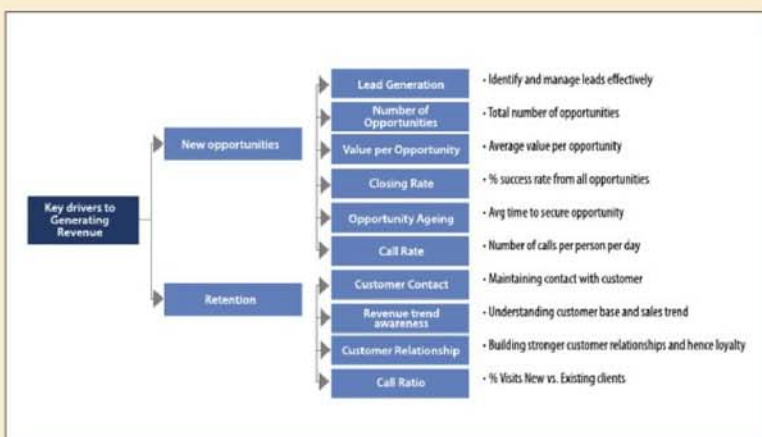 Key drivers to
Generating
Revenue
New opportunities
Lead Generation
• Identify and manage leads effectively
Number of
Opportunities
• Total number of opportunities
Value per Opportunity
• Average value per opportunity
Closing Rate
• % success rate from all opportunities
Opportunity Ageing
• Avg time to secure opportunity
Call Rate
• Number of calls per person per day
Retention
Customer Contact
• Maintaining contact with customer
Revenue trend
awareness
• Understanding customer base and sales trend
Customer Relationship
• Building stronger customer relationships and hence loyalty
Call Ratio
• % Visits New vs. Existing clients